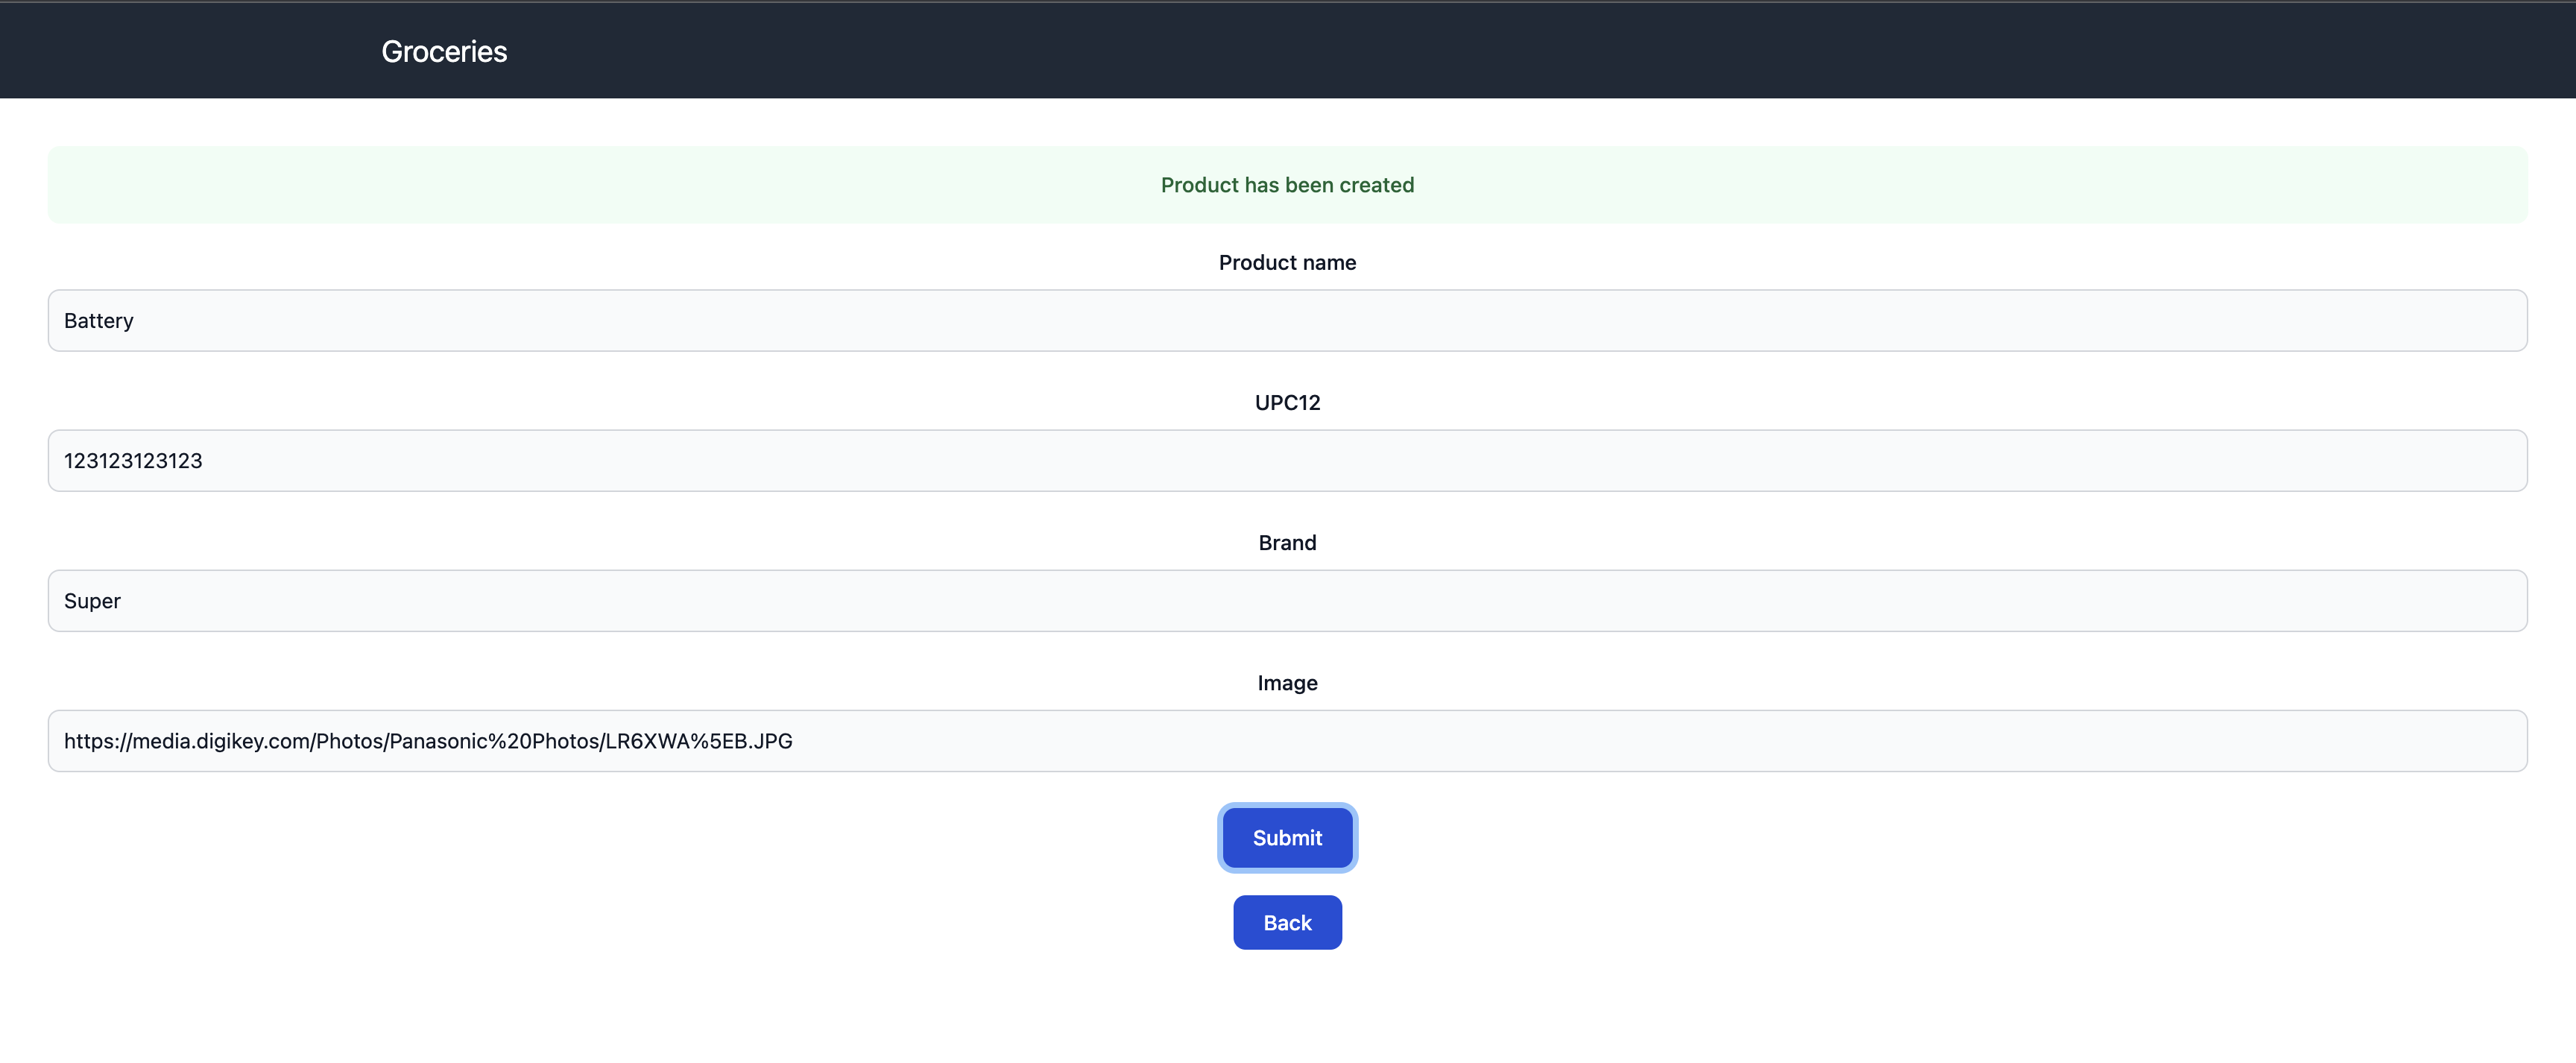 Groceries
Product has been created
Product name
Battery
UPC12
123123123123
Brand
Super
Image
https://media.digikey.com/Photos/Panasonic%20Photos/LR6XWA%5EB.JPG
Submit
Back